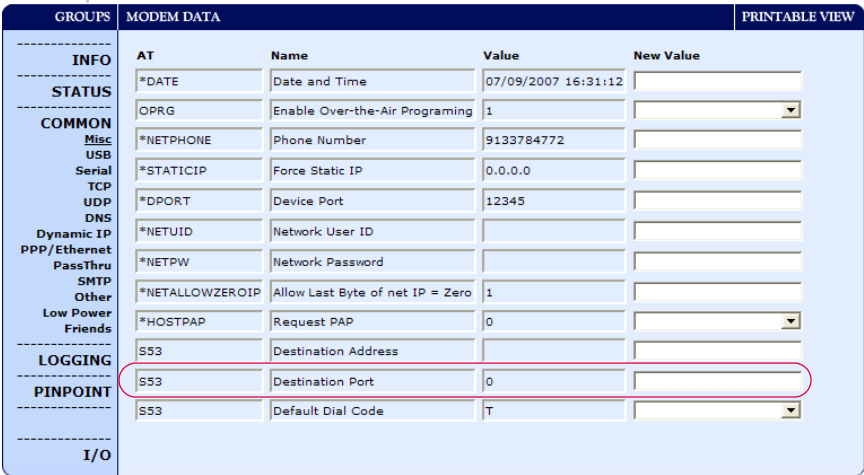 GROUPS MODEM DATA PRINTABLE VIEW
INFO
STATUS
COMMON
Misc
USB
Serial
TCP
UDP
DNS
Dynamic IP
PPP/Ethernet
PassThru
SMTP
Other
Low Power
Friends
LOGGING
PINPOINT
I/O
AT Name Value New Value
*DATE Date and Time 07/09/2007 16:31:12
OPRG Enable Over-the-Air Programing 1
*NETPHONE Phone Number 9133784772
*STATICIP Force Static IP 0.0.0.0
*DPORT Device Port 12345
*NETUID Network User ID
*NETPW Network Password
*NETALLOWZEROIP Allow Last Byte of net IP = Zero 1
*HOSTPAP Request PAP 0
S53 Destination Address
S53 Destination Port 0
S53 Default Dial Code T